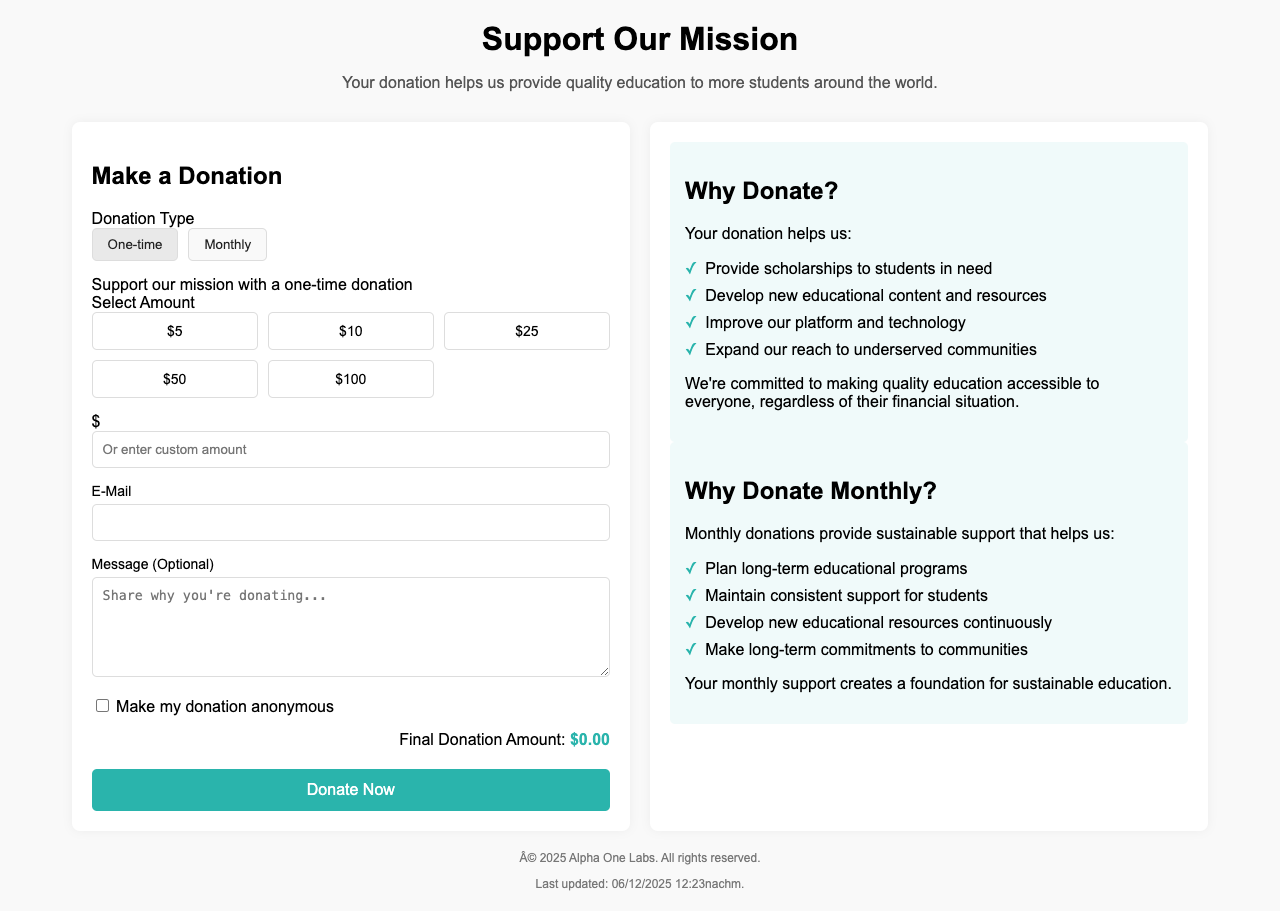 Support Our Mission
Your donation helps us provide quality education to more students around the world.
Make a Donation
Donation Type
One-time
Monthly
Support our mission with a one-time donation
Select Amount
$5
$10
$25
$50
$100
$
Or enter custom amount
E-Mail
Message (Optional)
Share why you're donating...
Make my donation anonymous
Final Donation Amount: $0.00
Donate Now
Why Donate?
Your donation helps us:
✓ Provide scholarships to students in need
✓ Develop new educational content and resources
✓ Improve our platform and technology
✓ Expand our reach to underserved communities
We're committed to making quality education accessible to
everyone, regardless of their financial situation.
Why Donate Monthly?
Monthly donations provide sustainable support that helps us:
✓ Plan long-term educational programs
✓ Maintain consistent support for students
✓ Develop new educational resources continuously
✓ Make long-term commitments to communities
Your monthly support creates a foundation for sustainable education.
Â© 2025 Alpha One Labs. All rights reserved.
Last updated: 06/12/2025 12:23nachm.